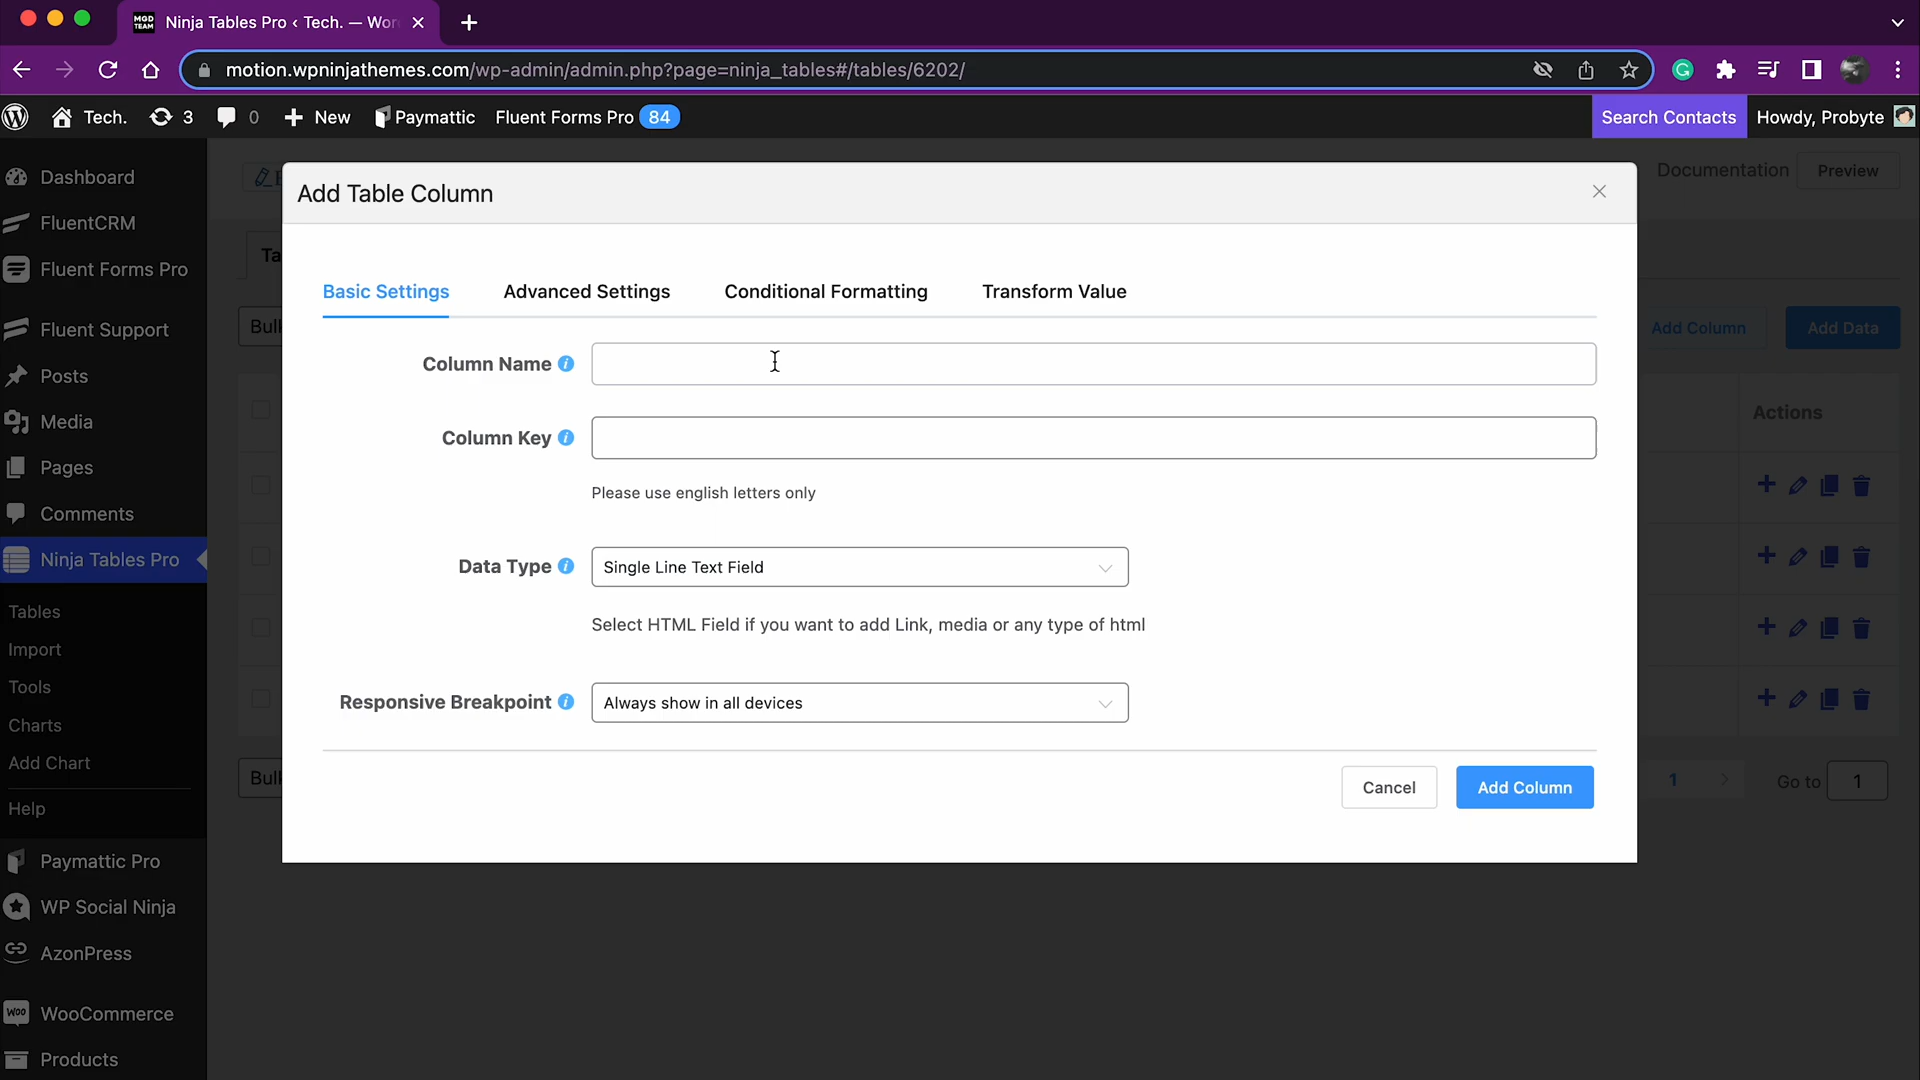 MGD TEAM Ninja Tables Pro ‹ Tech. — Wor
motion.wpninjathemes.com/wp-admin/admin.php?page=ninja_tables#/tables/6202/
Tech. 3 0 New Paymattic Fluent Forms Pro 84 Search Contacts Howdy, Probyte
Dashboard
FluentCRM
Fluent Forms Pro
Fluent Support
Posts
Media
Pages
Comments
Ninja Tables Pro
Tables
Import
Tools
Charts
Add Chart
Help
Paymattic Pro
WP Social Ninja
AzonPress
WOO WooCommerce
Products
Documentation Preview
Add Table Column
Basic Settings Advanced Settings Conditional Formatting Transform Value
Column Name
Column Key
Please use english letters only
Data Type Single Line Text Field
Select HTML Field if you want to add Link, media or any type of html
Responsive Breakpoint Always show in all devices
Cancel Add Column
Add Column Add Data
Actions
1 Go to 1